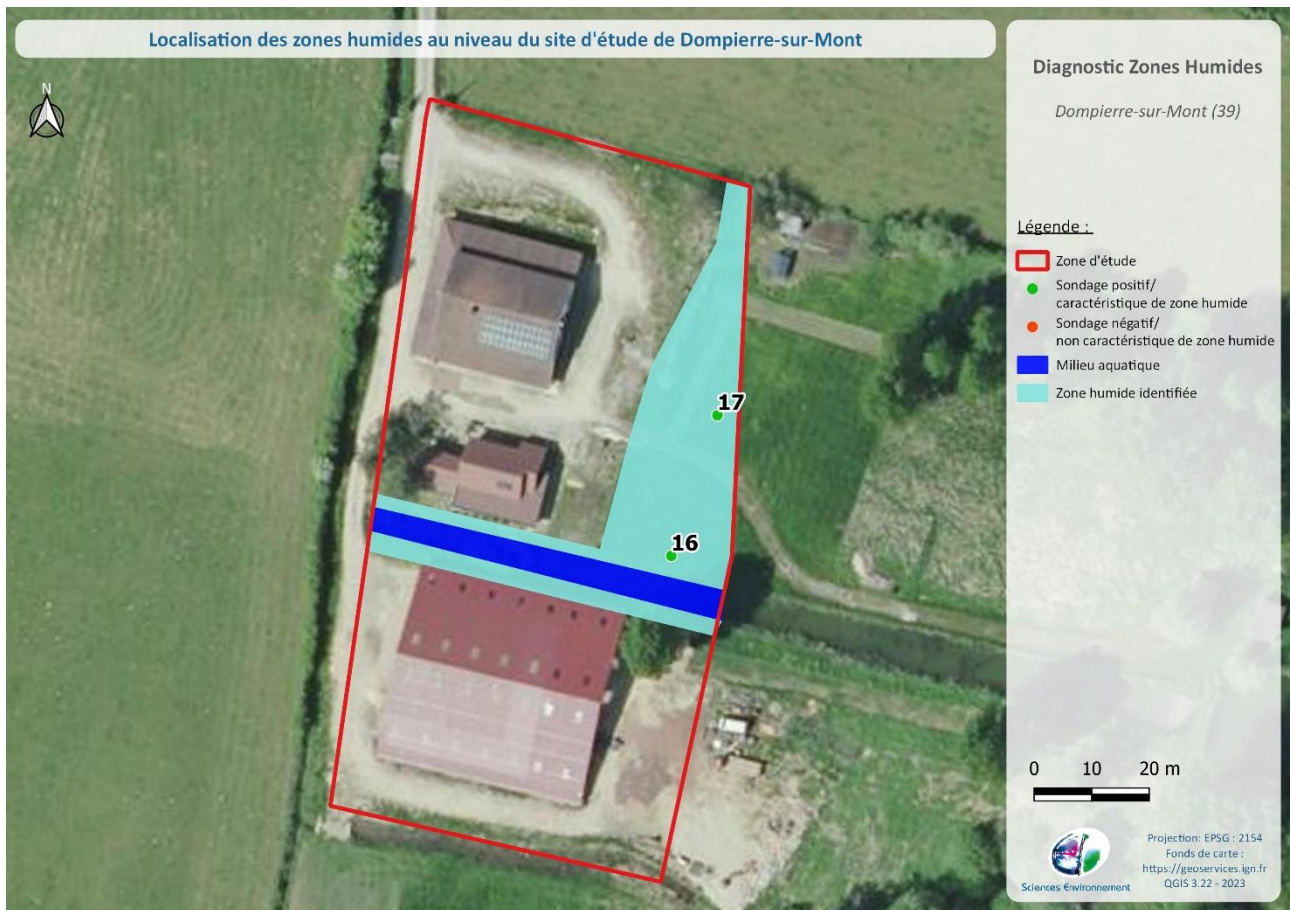 Localisation des zones humides au niveau du site d'étude de Dompierre-sur-Mont
N
17
16
Diagnostic Zones Humides
Dompierre-sur-Mont (39)
Légende :
Zone d'étude
Sondage positif/
caractéristique de zone humide
Sondage négatif/
non caractéristique de zone humide
Milieu aquatique
Zone humide identifiée
0 10 20 m
Sciences Environnement
Projection: EPSG : 2154
Fonds de carte :
https://geoservices.ign.fr
QGIS 3.22 - 2023